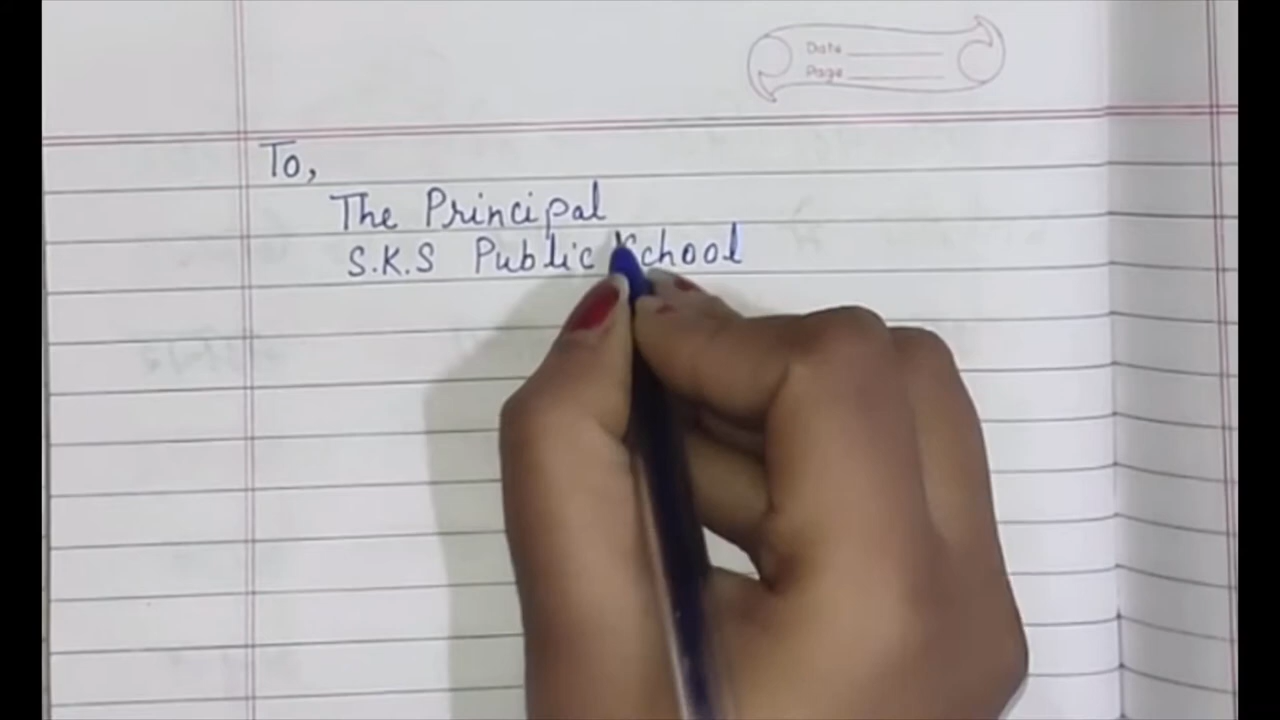 Date
Page
To,
The Principal
S.K.S Public School